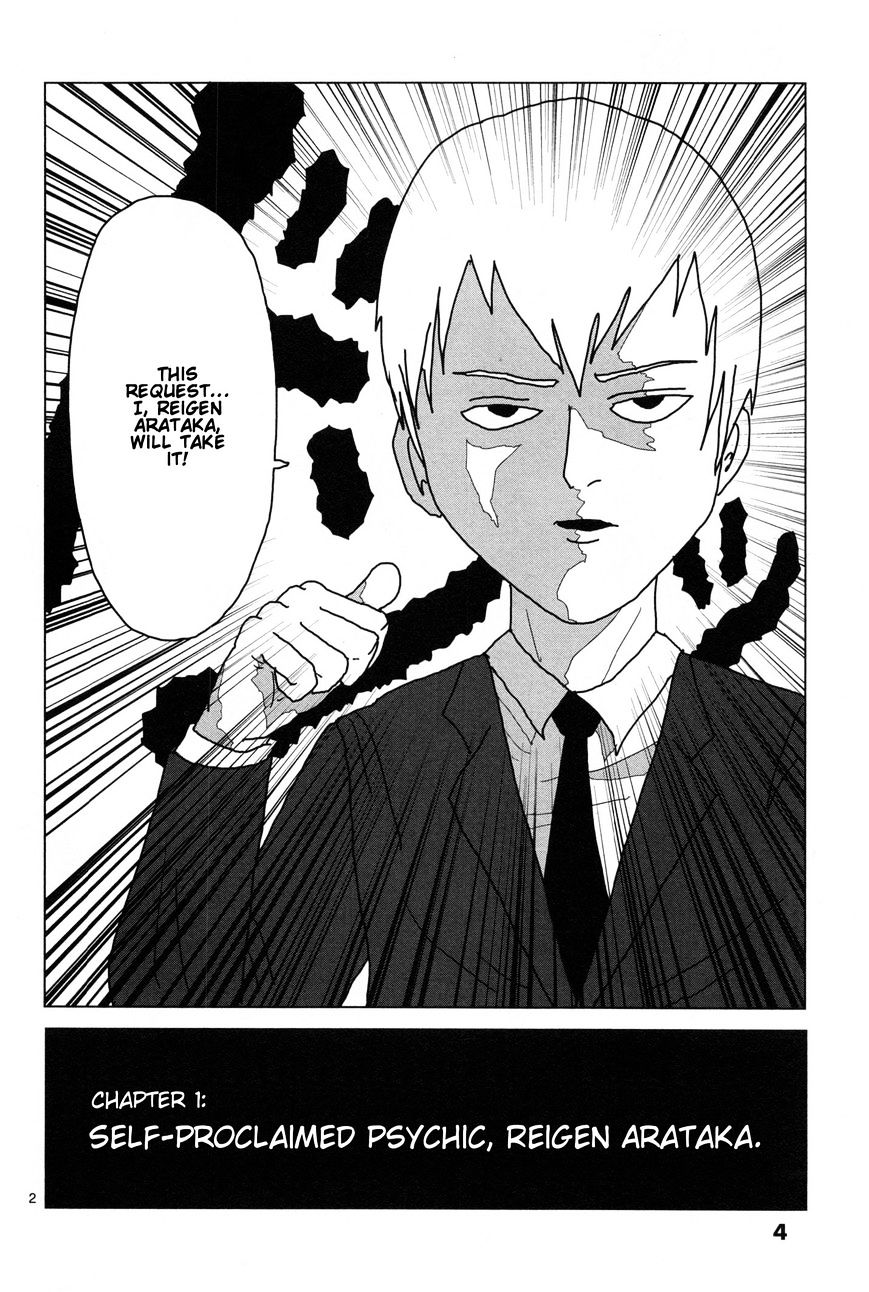 THIS
REQUEST...
I, REIGEN
ARATAKA,
WILL TAKE
IT!
CHAPTER 1:
SELF-PROCLAIMED PSYCHIC, REIGEN ARATAKA.
2
4